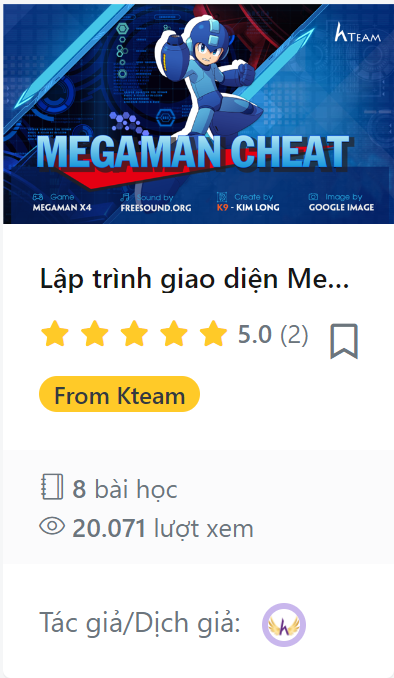 hTEAM
MEGAMAN CHEAT
Game
MEGAMAN X4
Sound by
FREESOUND.ORG
Create by
K9 - KIM LONG
Image by
GOOGLE IMAGE
Lập trình giao diện Me...
5.0 (2)
From Kteam
8 bài học
20.071 lượt xem
Tác giả/Dịch giả: